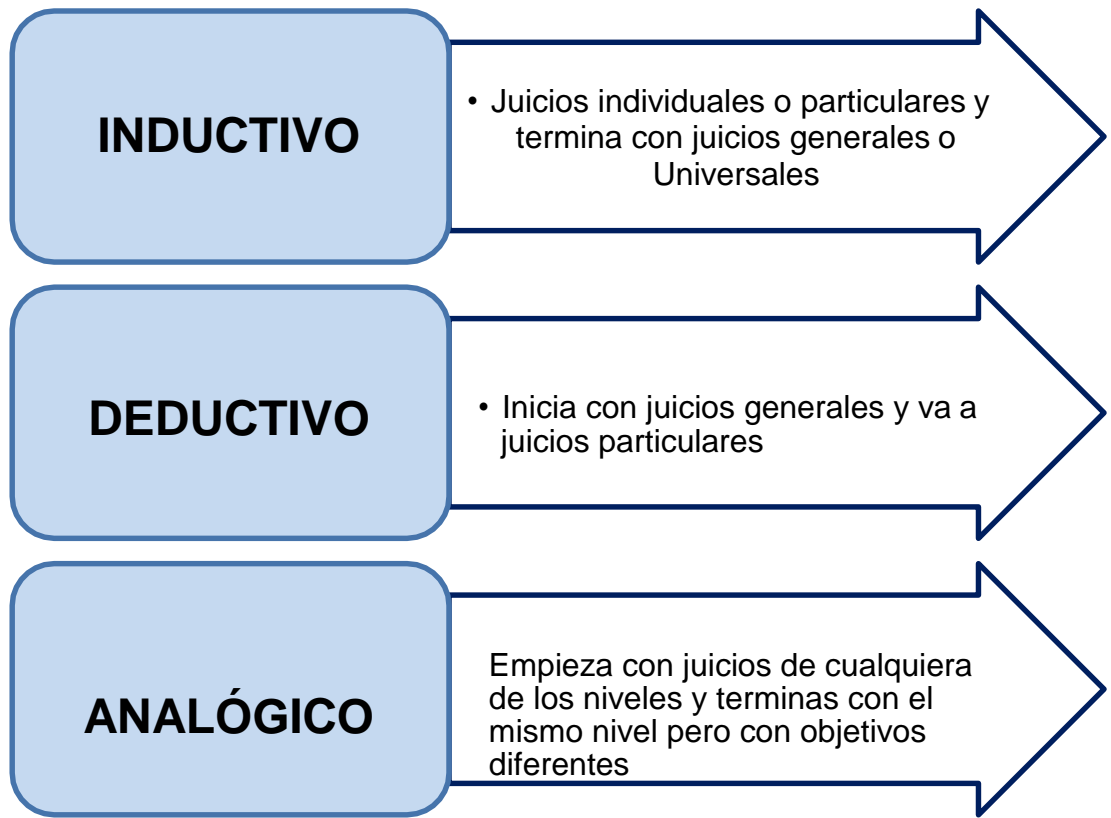 INDUCTIVO
• Juicios individuales o particulares y
termina con juicios generales o
Universales
DEDUCTIVO
• Inicia con juicios generales y va a
juicios particulares
ANALÓGICO
Empieza con juicios de cualquiera
de los niveles y terminas con el
mismo nivel pero con objetivos
diferentes